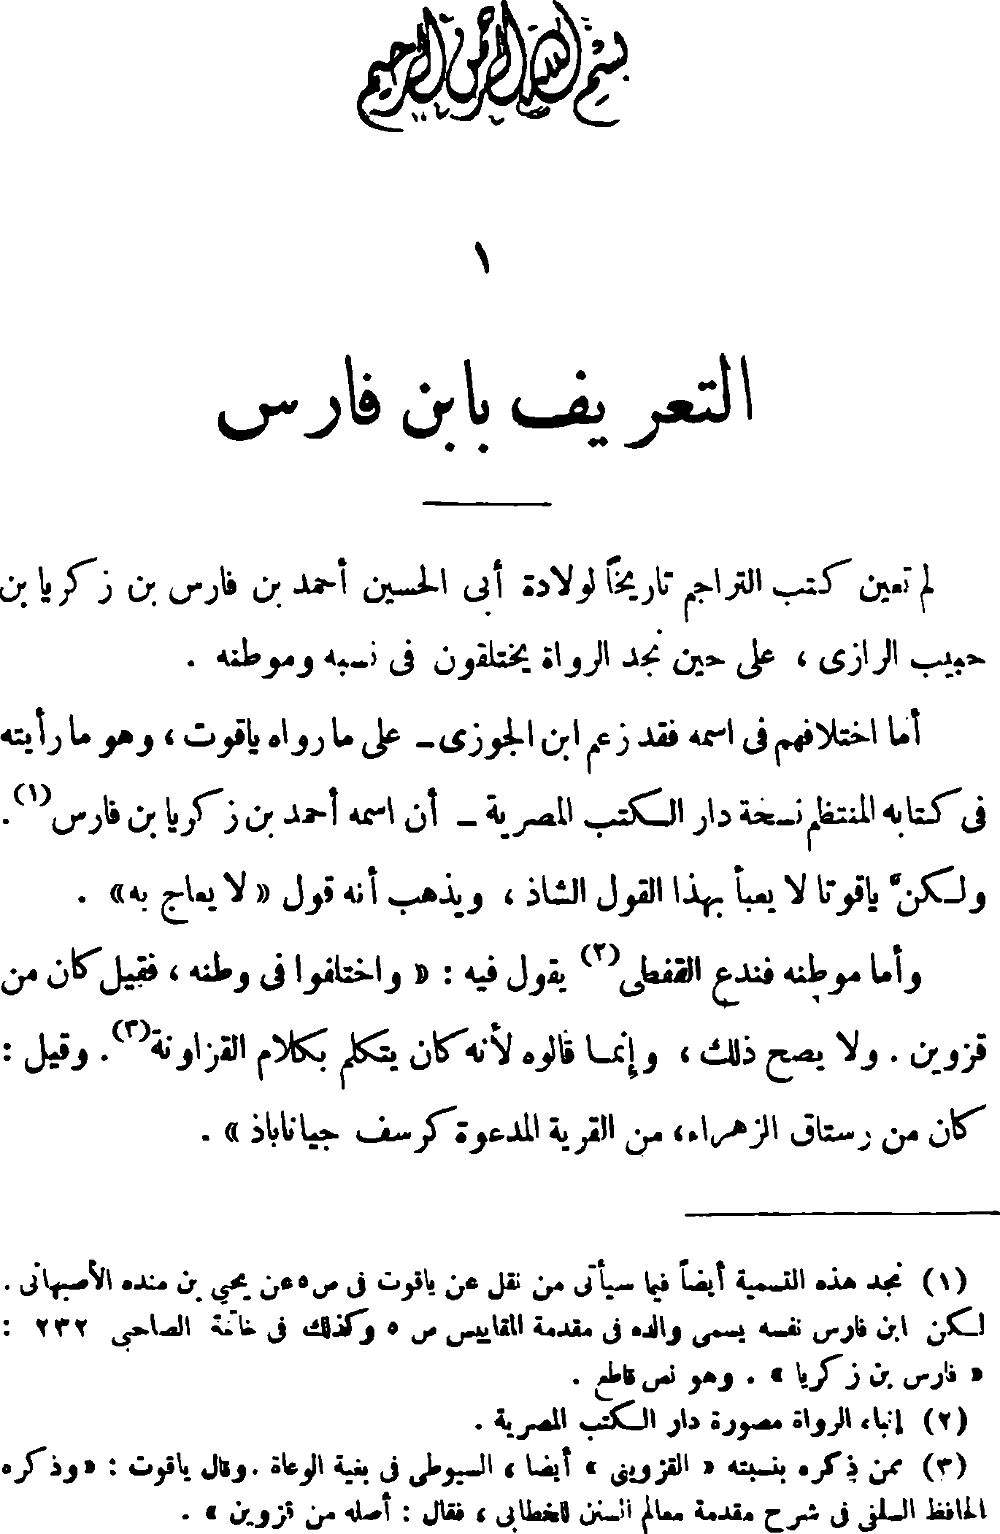 بسم الله الرحمن الرحيم
١
التعريف بابن فارس
لم تعين كتب التراجم تاريخاً لولادة أبى الحسين أحمد بن فارس بن زكريا بن
حبيب الرازى ، على حين نجد الرواة يختلفون فى نسبه وموطنه .
أما اختلافهم فى اسمه فقد زعم ابن الجوزى ـ على ما رواه ياقوت ، وهو ما رأيته
فى كتابه المنتظم نسخة دار الكتب المصرية ـ أن اسمه أحمد بن زكريا بن فارس(١) .
ولكنّ ياقوتا لا يعبأ بهذا القول الشاذ ، ويذهب أنه قول « لا يعاج به » .
وأما موطنه فندع القفطى(٢) يقول فيه : « واختلفوا فى وطنه ، فقيل كان من
قزوين . ولا يصح ذلك ، وإنما قالوه لأنه كان يتكلم بكلام القزاونة(٣) . وقيل :
كان من رستاق الزهراء، من القرية المدعوة كرسف جياناباذ » .
(١) نجد هذه التسمية أيضاً فيما سيأتى من نقل عن ياقوت فى ص ٥ عن يحيي بن منده الأصبهانى .
لكن ابن فارس نفسه يسمى والده فى مقدمة المقاييس ص ٥ وكذلك فى خاتمة الصاحبى ٢٣٢ :
« فارس بن زكريا » . وهو نص قاطع .
(٢) إنباء الرواة مصورة دار الكتب المصرية .
(٣) ممن ذكره بنسبته « القزوينى » أيضا ، السيوطى فى بغية الوعاة . وقال ياقوت : « وذكره
الحافظ السلفى فى شرح مقدمة معالم السنن للخطابى ، فقال : أصله من قزوين » .